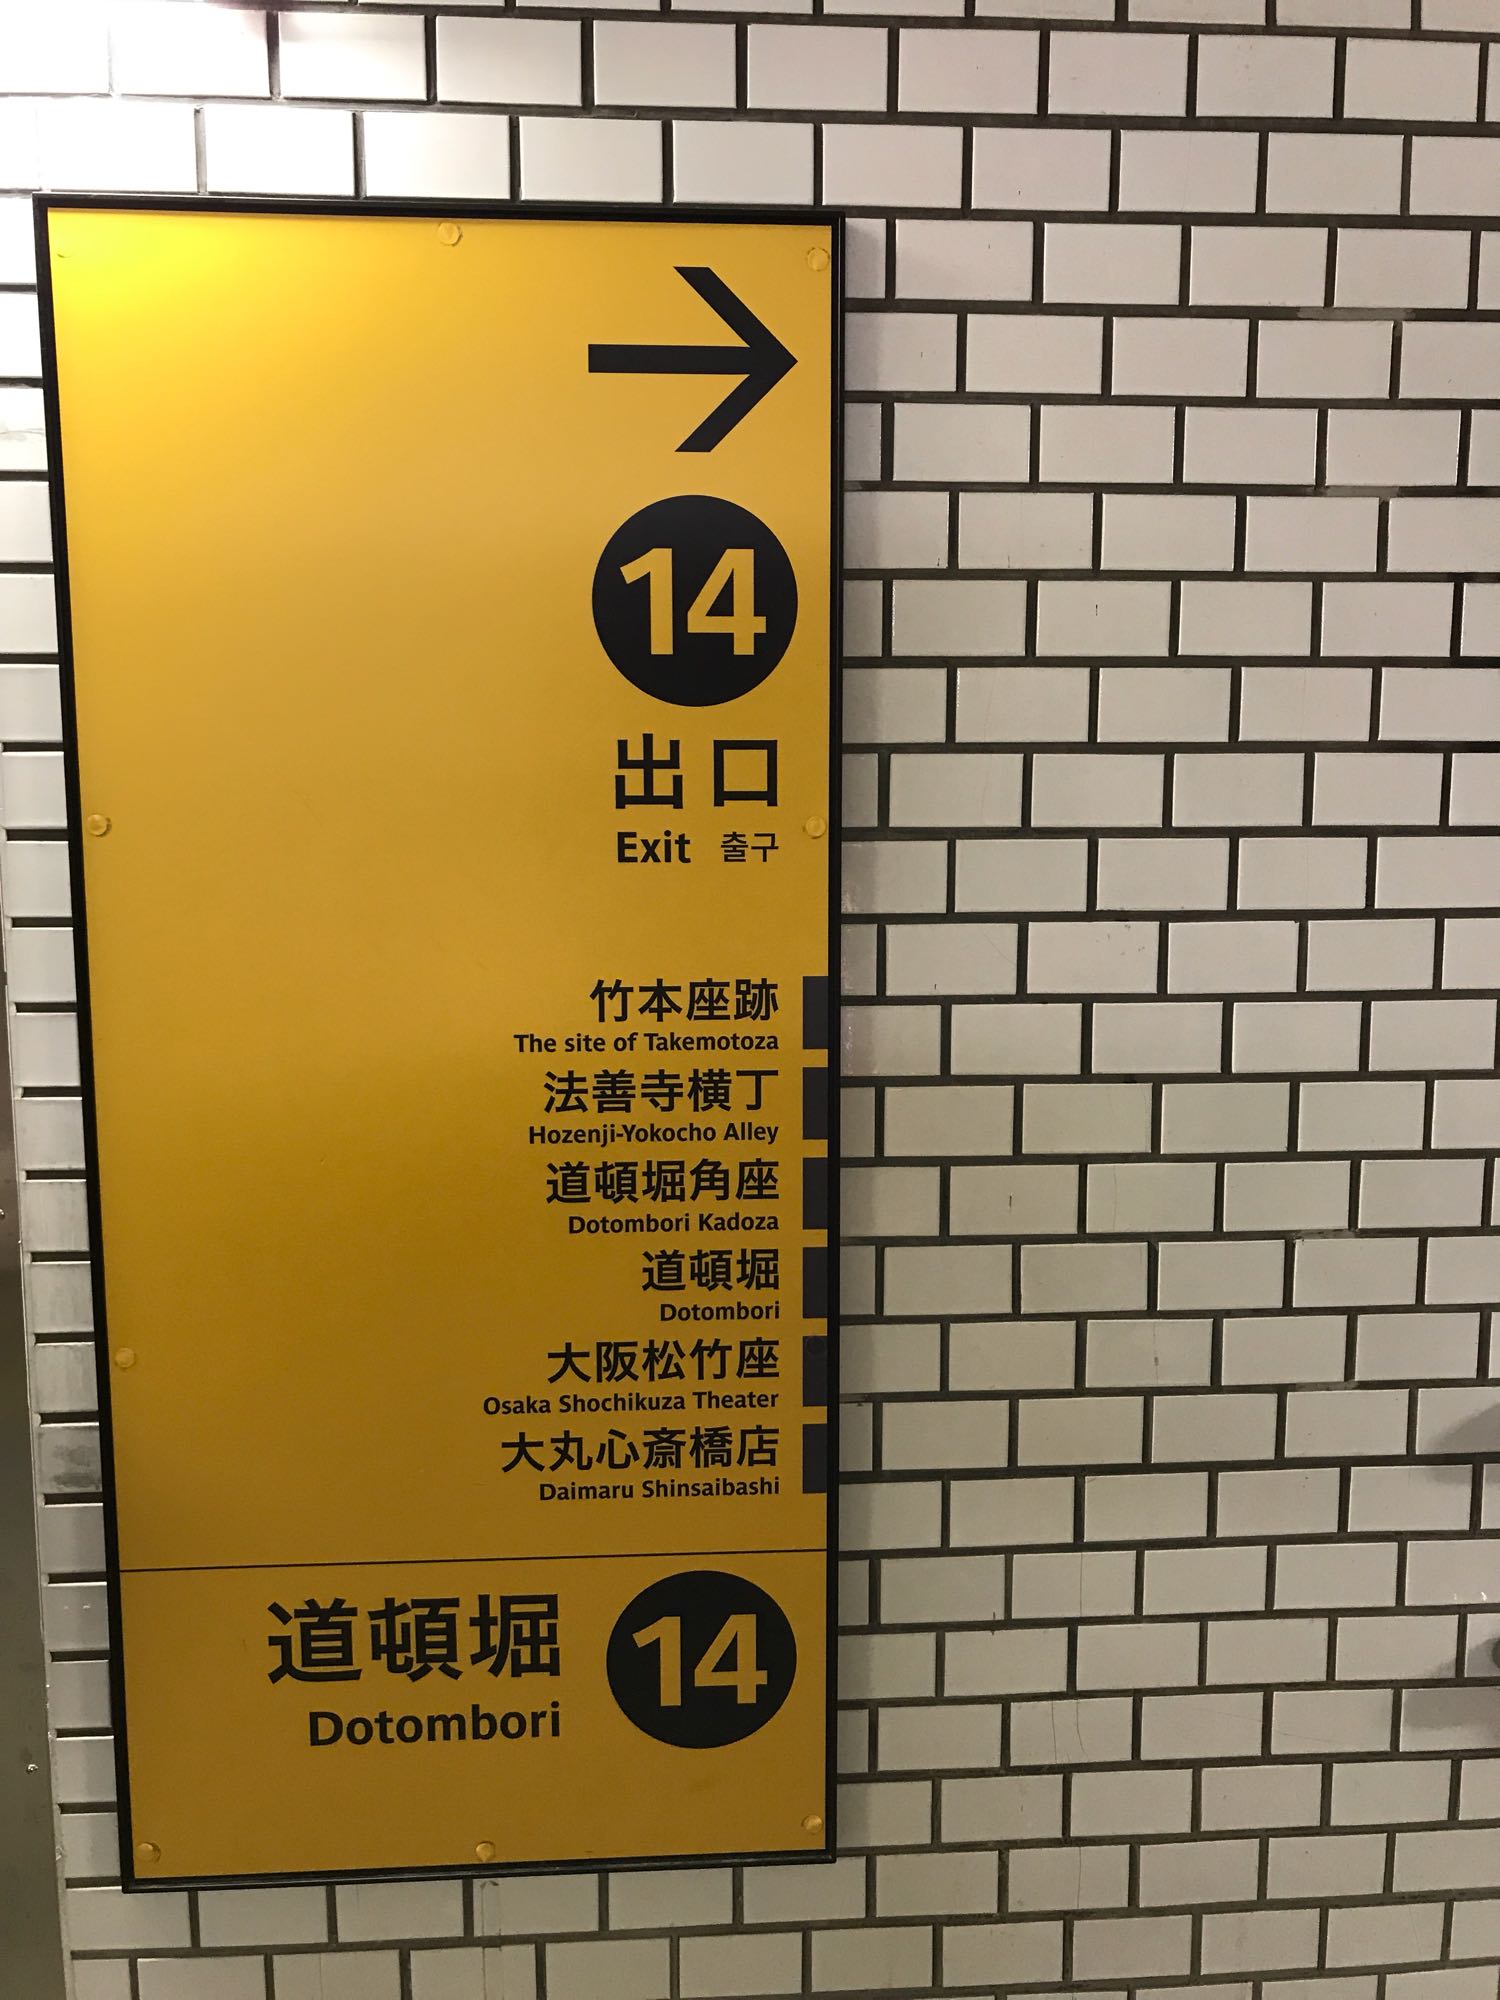 14
出口
Exit 출구
竹本座跡
The site of Takemotoza
法善寺横丁
Hozenji-Yokocho Alley
道頓堀角座
Dotombori Kadoza
道頓堀
Dotombori
大阪松竹座
Osaka Shochikuza Theater
大丸心斎橋店
Daimaru Shinsaibashi
道頓堀 14
Dotombori